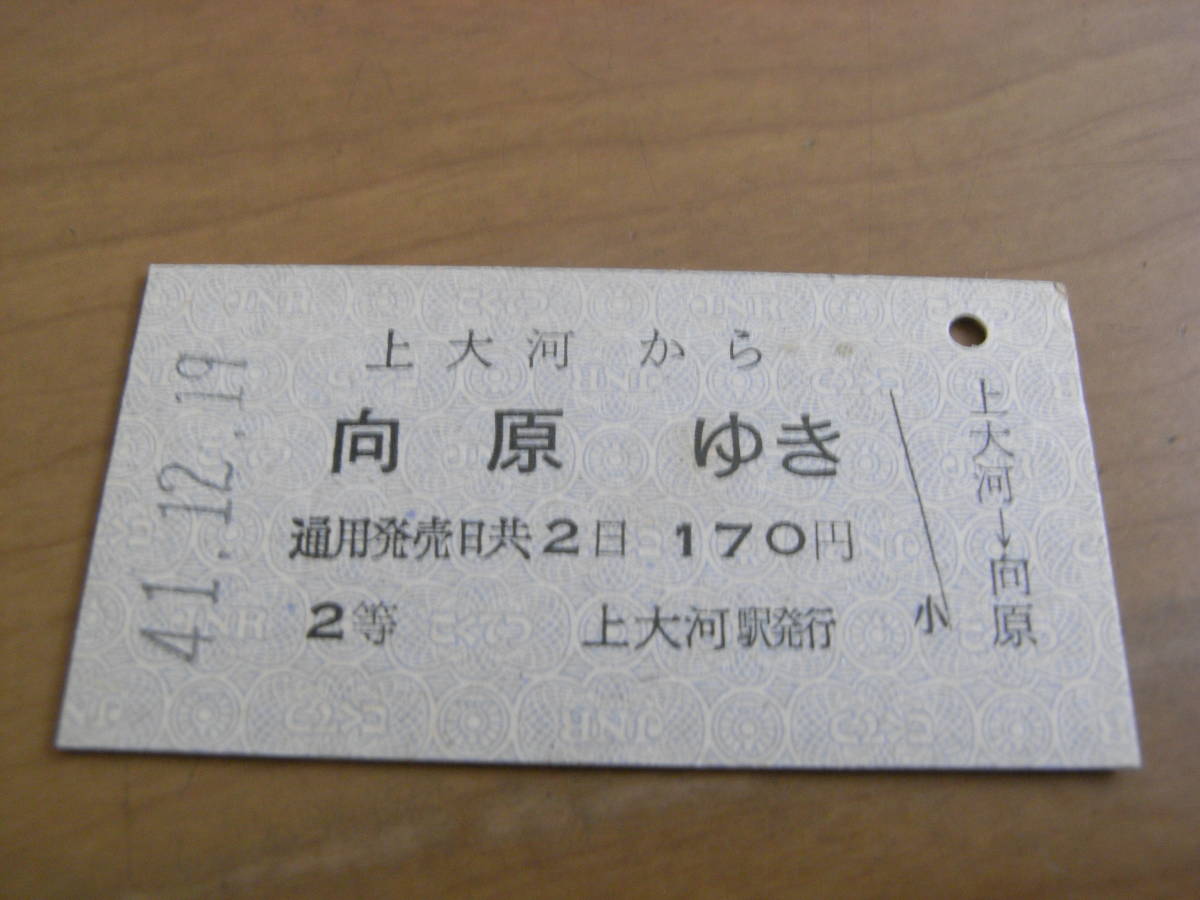 上大河から
向原ゆき
通用発売日共2日 170円
2等 上大河駅発行
41.12.19
上大河→向原
小